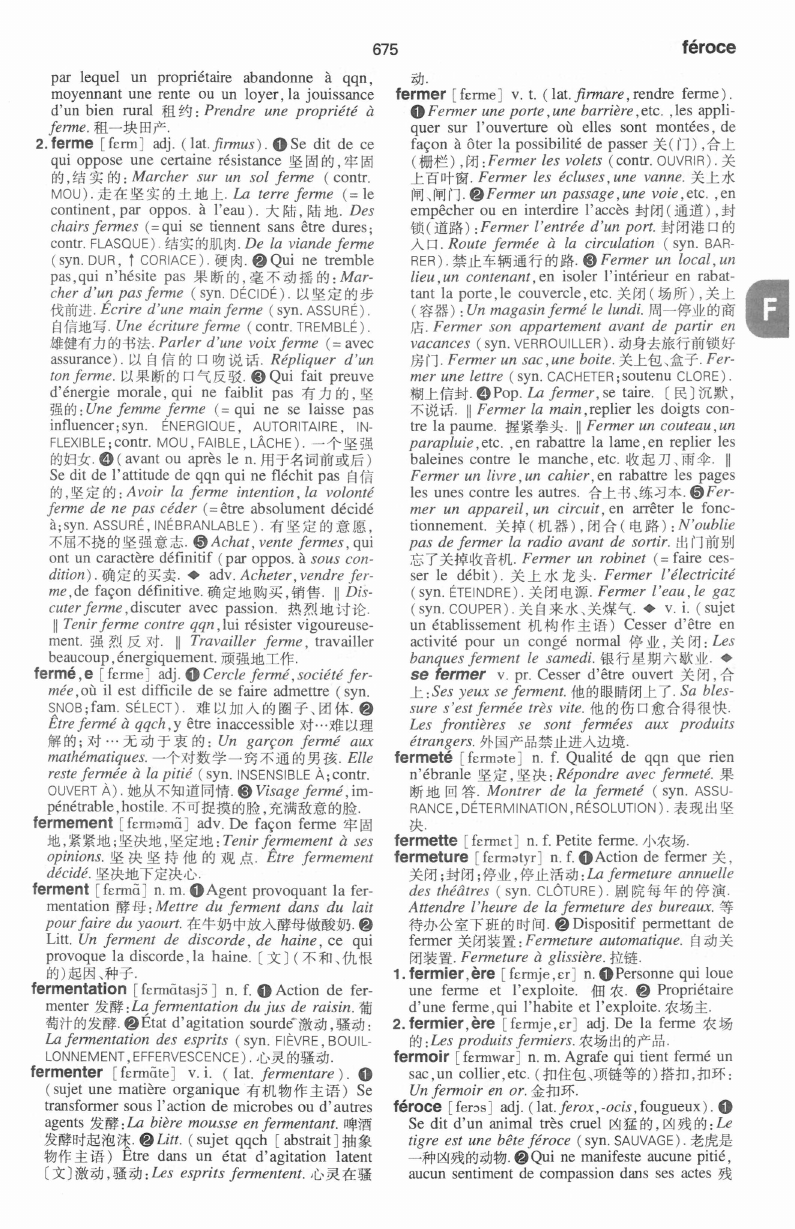 675
féroce
par lequel un propriétaire abandonne à qqn,
moyennant une rente ou un loyer, la jouissance
d'un bien rural 租约: Prendre une propriété à
ferme. 租一块田产.
2. ferme [fɛrm] adj. (lat. firmus). ❶ Se dit de ce
qui oppose une certaine résistance 坚固的,牢固
的,结实的: Marcher sur un sol ferme (contr.
MOU). 走在坚实的土地上. La terre ferme (= le
continent, par oppos. à l'eau). 大陆,陆地. Des
chairs fermes (= qui se tiennent sans être dures;
contr. FLASQUE). 结实的肌肉. De la viande ferme
(syn. DUR, ↑ CORIACE). 硬肉. ❷ Qui ne tremble
pas, qui n'hésite pas 果断的,毫不动摇的: Mar-
cher d'un pas ferme (syn. DÉCIDÉ). 以坚定的步
伐前进. Écrire d'une main ferme (syn. ASSURÉ).
自信地写. Une écriture ferme (contr. TREMBLÉ).
雄健有力的书法. Parler d'une voix ferme (= avec
assurance). 以自信的口吻说话. Répliquer d'un
ton ferme. 以果断的口气反驳. ❸ Qui fait preuve
d'énergie morale, qui ne faiblit pas 有力的,坚
强的: Une femme ferme (= qui ne se laisse pas
influencer; syn. ÉNERGIQUE, AUTORITAIRE, IN-
FLEXIBLE; contr. MOU, FAIBLE, LÂCHE). 一个坚强
的妇女. ❹ (avant ou après le n. 用于名词前或后)
Se dit de l'attitude de qqn qui ne fléchit pas 自信
的,坚定的: Avoir la ferme intention, la volonté
ferme de ne pas céder (= être absolument décidé
à; syn. ASSURÉ, INÉBRANLABLE). 有坚定的意愿,
不屈不挠的坚强意志. ❺ Achat, vente fermes, qui
ont un caractère définitif (par oppos. à sous con-
dition). 确定的买卖. ◆ adv. Acheter, vendre fer-
me, de façon définitive. 确定地购买,销售. ‖ Dis-
cuter ferme, discuter avec passion. 热烈地讨论.
‖ Tenir ferme contre qqn, lui résister vigoureuse-
ment. 强烈反对. ‖ Travailler ferme, travailler
beaucoup, énergiquement. 顽强地工作.
fermé, e [fɛrme] adj. ❶ Cercle fermé, société fer-
mée, où il est difficile de se faire admettre (syn.
SNOB; fam. SÉLECT). 难以加入的圈子、团体. ❷
Être fermé à qqch, y être inaccessible 对…难以理
解的;对…无动于衷的: Un garçon fermé aux
mathématiques. 一个对数学一窍不通的男孩. Elle
reste fermée à la pitié (syn. INSENSIBLE À; contr.
OUVERT À). 她从不知道同情. ❸ Visage fermé, im-
pénétrable, hostile. 不可捉摸的脸,充满敌意的脸.
fermement [fɛrməmɑ̃] adv. De façon ferme 牢固
地,紧紧地;坚决地,坚定地: Tenir fermement à ses
opinions. 坚决坚持他的观点. Être fermement
décidé. 坚决地下定决心.
ferment [fɛrmɑ̃] n. m. ❶ Agent provoquant la fer-
mentation 酵母: Mettre du ferment dans du lait
pour faire du yaourt. 在牛奶中放入酵母做酸奶. ❷
Litt. Un ferment de discorde, de haine, ce qui
provoque la discorde, la haine. [文](不和、仇恨
的)起因、种子.
fermentation [fɛrmɑ̃tasjɔ̃] n. f. ❶ Action de fer-
menter 发酵: La fermentation du jus de raisin. 葡
萄汁的发酵. ❷ État d'agitation sourde 激动,骚动:
La fermentation des esprits (syn. FIÈVRE, BOUIL-
LONNEMENT, EFFERVESCENCE). 心灵的骚动.
fermenter [fɛrmɑ̃te] v. i. (lat. fermentare). ❶
(sujet une matière organique 有机物作主语) Se
transformer sous l'action de microbes ou d'autres
agents 发酵: La bière mousse en fermentant. 啤酒
发酵时起泡沫. ❷ Litt. (sujet qqch [abstrait] 抽象
物作主语) Être dans un état d'agitation latent
[文]激动,骚动: Les esprits fermentent. 心灵在骚
动.
fermer [fɛrme] v. t. (lat. firmare, rendre ferme).
❶ Fermer une porte, une barrière, etc., les appli-
quer sur l'ouverture où elles sont montées, de
façon à ôter la possibilité de passer 关(门),合上
(栅栏),闭: Fermer les volets (contr. OUVRIR). 关
上百叶窗. Fermer les écluses, une vanne. 关上水
闸、闸门. ❷ Fermer un passage, une voie, etc., en
empêcher ou en interdire l'accès 封闭(通道),封
锁(道路): Fermer l'entrée d'un port. 封闭港口的
入口. Route fermée à la circulation (syn. BAR-
RER). 禁止车辆通行的路. ❸ Fermer un local, un
lieu, un contenant, en isoler l'intérieur en rabat-
tant la porte, le couvercle, etc. 关闭(场所),关上
(容器): Un magasin fermé le lundi. 周一停业的商
店. Fermer son appartement avant de partir en
vacances (syn. VERROUILLER). 动身去旅行前锁好
房门. Fermer un sac, une boite. 关上包、盒子. Fer-
mer une lettre (syn. CACHETER; soutenu CLORE).
糊上信封. ❹ Pop. La fermer, se taire. [民]沉默,
不说话. ‖ Fermer la main, replier les doigts con-
tre la paume. 握紧拳头. ‖ Fermer un couteau, un
parapluie, etc., en rabattre la lame, en replier les
baleines contre le manche, etc. 收起刀、雨伞. ‖
Fermer un livre, un cahier, en rabattre les pages
les unes contre les autres. 合上书、练习本. ❺ Fer-
mer un appareil, un circuit, en arrêter le fonc-
tionnement. 关掉(机器),闭合(电路): N'oublie
pas de fermer la radio avant de sortir. 出门前别
忘了关掉收音机. Fermer un robinet (= faire ces-
ser le débit). 关上水龙头. Fermer l'électricité
(syn. ÉTEINDRE). 关闭电源. Fermer l'eau, le gaz
(syn. COUPER). 关自来水、关煤气. ◆ v. i. (sujet
un établissement 机构作主语) Cesser d'être en
activité pour un congé normal 停业,关闭: Les
banques ferment le samedi. 银行星期六歇业. ◆
se fermer v. pr. Cesser d'être ouvert 关闭,合
上: Ses yeux se ferment. 他的眼睛闭上了. Sa bles-
sure s'est fermée très vite. 他的伤口愈合得很快.
Les frontières se sont fermées aux produits
étrangers. 外国产品禁止进入边境.
fermeté [fɛrməte] n. f. Qualité de qqn que rien
n'ébranle 坚定,坚决: Répondre avec fermeté. 果
断地回答. Montrer de la fermeté (syn. ASSU-
RANCE, DÉTERMINATION, RÉSOLUTION). 表现出坚
决.
fermette [fɛrmɛt] n. f. Petite ferme. 小农场.
fermeture [fɛrmətyr] n. f. ❶ Action de fermer 关,
关闭;封闭;停业,停止活动: La fermeture annuelle
des théâtres (syn. CLÔTURE). 剧院每年的停演.
Attendre l'heure de la fermeture des bureaux. 等
待办公室下班的时间. ❷ Dispositif permettant de
fermer 关闭装置: Fermeture automatique. 自动关
闭装置. Fermeture à glissière. 拉链.
1. fermier, ère [fɛrmje, ɛr] n. ❶ Personne qui loue
une ferme et l'exploite. 佃农. ❷ Propriétaire
d'une ferme, qui l'habite et l'exploite. 农场主.
2. fermier, ère [fɛrmje, ɛr] adj. De la ferme 农场
的: Les produits fermiers. 农场出的产品.
fermoir [fɛrmwar] n. m. Agrafe qui tient fermé un
sac, un collier, etc. (扣住包、项链等的)搭扣,扣环:
Un fermoir en or. 金扣环.
féroce [ferɔs] adj. (lat. ferox, -ocis, fougueux). ❶
Se dit d'un animal très cruel 凶猛的,凶残的: Le
tigre est une bête féroce (syn. SAUVAGE). 老虎是
一种凶残的动物. ❷ Qui ne manifeste aucune pitié,
aucun sentiment de compassion dans ses actes 残
F